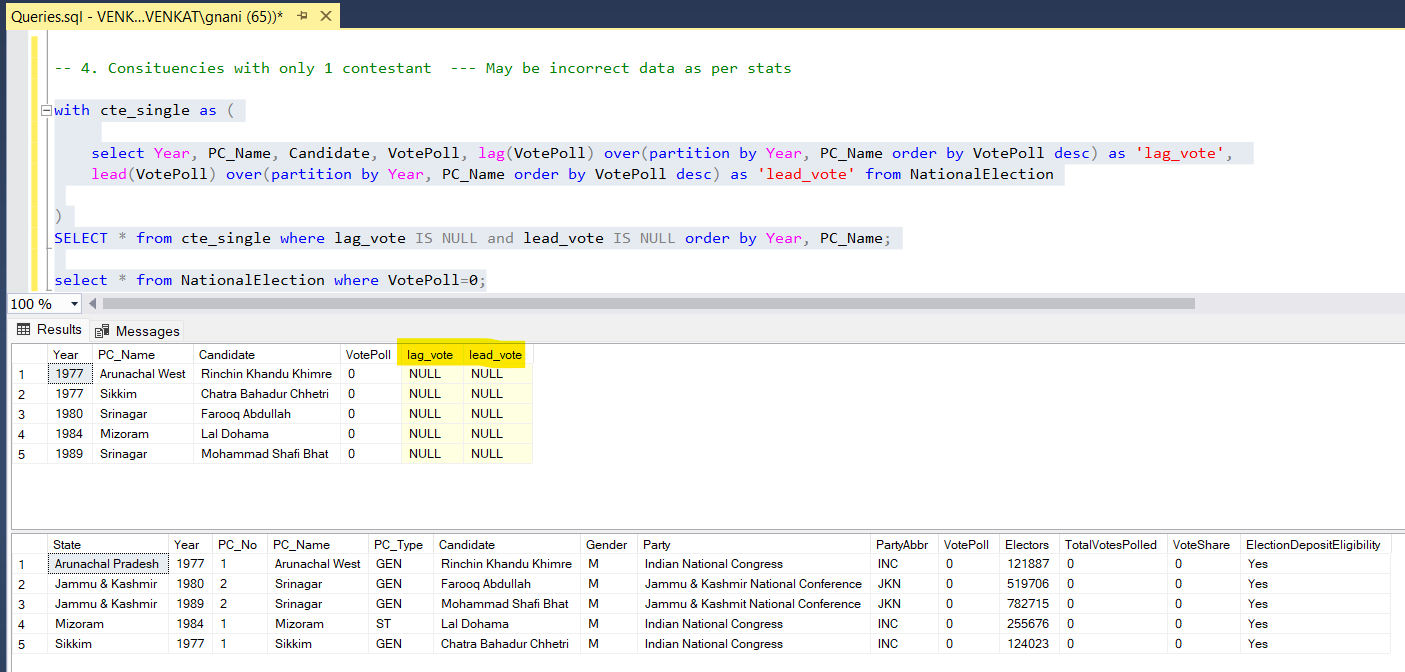 Queries.sql - VENK...VENKAT\gnani (65))*
-- 4. Consituencies with only 1 contestant  --- May be incorrect data as per stats
with cte_single as (
select Year, PC_Name, Candidate, VotePoll, lag(VotePoll) over(partition by Year, PC_Name order by VotePoll desc) as 'lag_vote',
lead(VotePoll) over(partition by Year, PC_Name order by VotePoll desc) as 'lead_vote' from NationalElection
)
SELECT * from cte_single where lag_vote IS NULL and lead_vote IS NULL order by Year, PC_Name;
select * from NationalElection where VotePoll=0;
100 %
Results Messages
Year PC_Name Candidate VotePoll lag_vote lead_vote
1 1977 Arunachal West Rinchin Khandu Khimre 0 NULL NULL
2 1977 Sikkim Chatra Bahadur Chhetri 0 NULL NULL
3 1980 Srinagar Farooq Abdullah 0 NULL NULL
4 1984 Mizoram Lal Dohama 0 NULL NULL
5 1989 Srinagar Mohammad Shafi Bhat 0 NULL NULL
State Year PC_No PC_Name PC_Type Candidate Gender Party PartyAbbr VotePoll Electors TotalVotesPolled VoteShare ElectionDepositEligibility
1 Arunachal Pradesh 1977 1 Arunachal West GEN Rinchin Khandu Khimre M Indian National Congress INC 0 121887 0 0 Yes
2 Jammu & Kashmir 1980 2 Srinagar GEN Farooq Abdullah M Jammu & Kashmir National Conference JKN 0 519706 0 0 Yes
3 Jammu & Kashmir 1989 2 Srinagar GEN Mohammad Shafi Bhat M Jammu & Kashmit National Conference JKN 0 782715 0 0 Yes
4 Mizoram 1984 1 Mizoram ST Lal Dohama M Indian National Congress INC 0 255676 0 0 Yes
5 Sikkim 1977 1 Sikkim GEN Chatra Bahadur Chhetri M Indian National Congress INC 0 124023 0 0 Yes